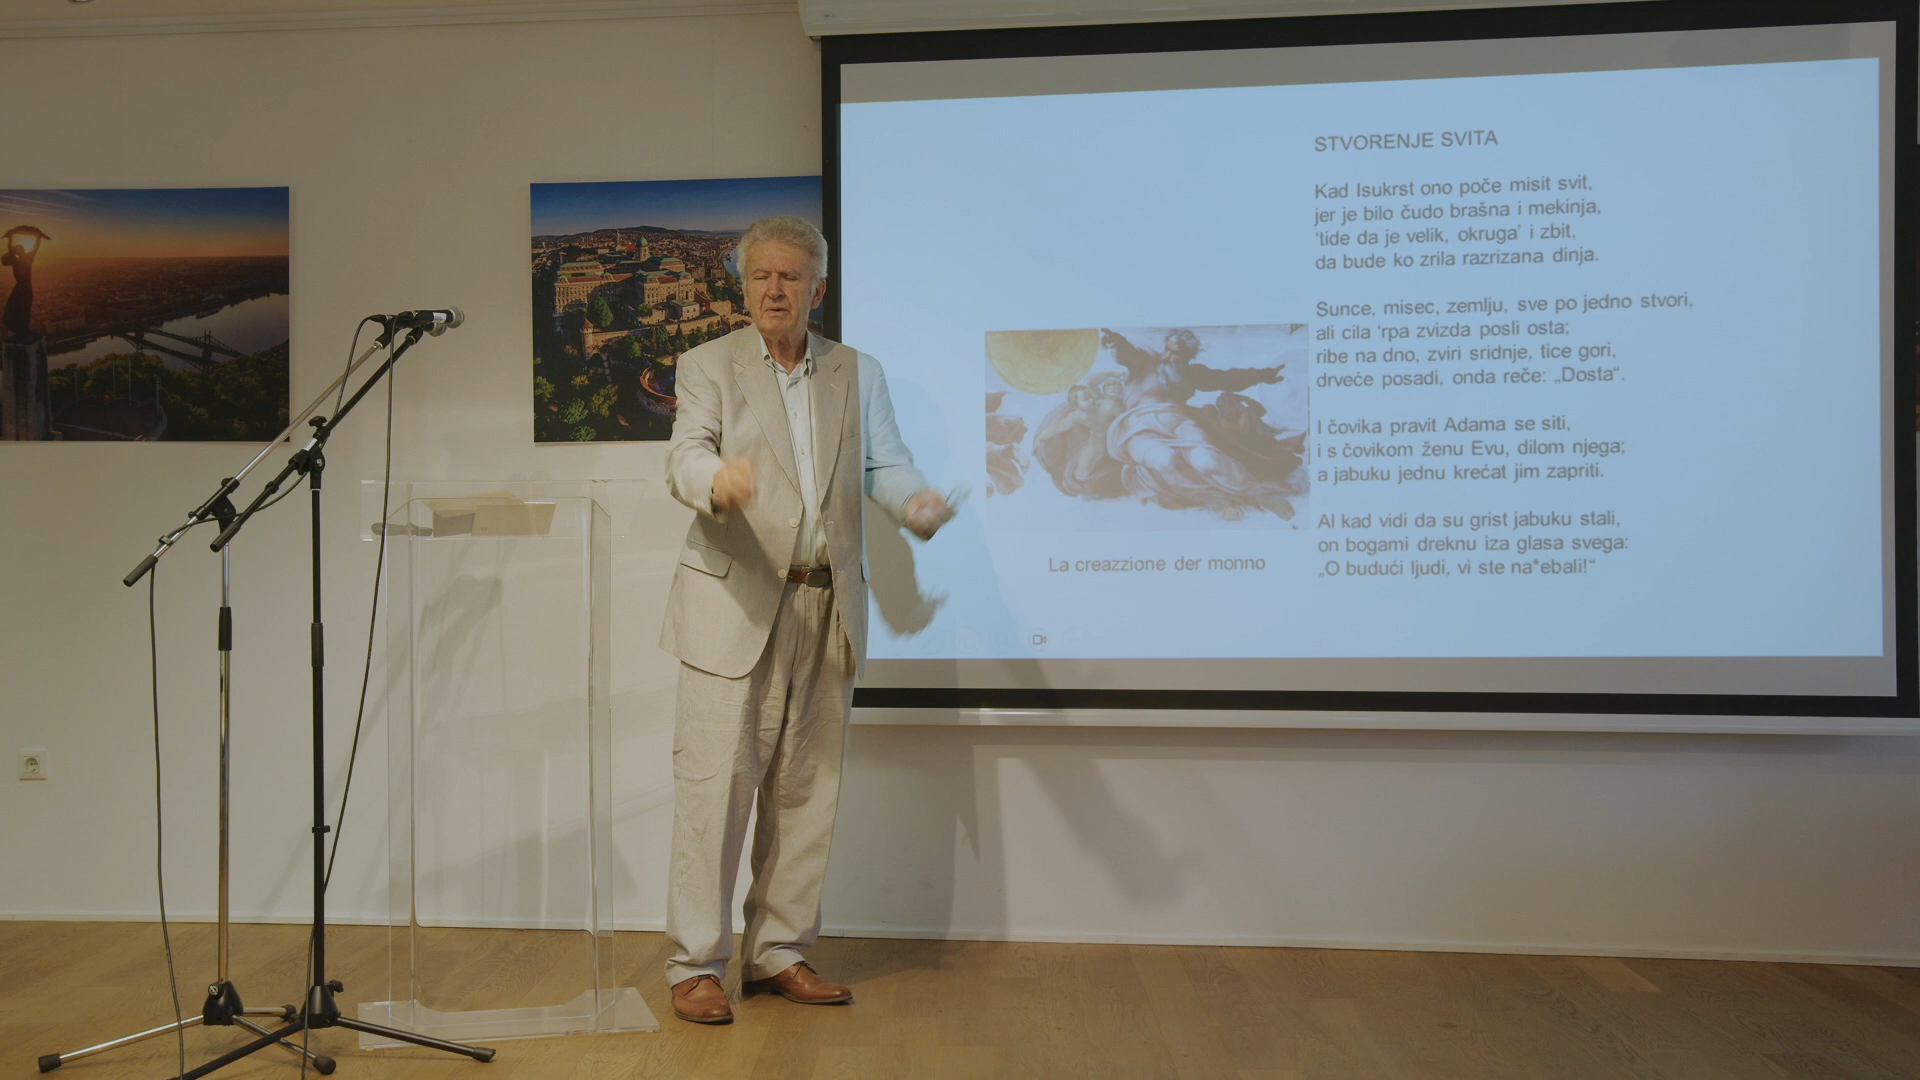 STVORENJE SVITA
Kad Isukrst ono poče misit svit,
jer je bilo čudo brašna i mekinja,
'tide da je velik, okruga' i zbit,
da bude ko zrila razrizana dinja.
Sunce, misec, zemlju, sve po jedno stvori,
ali cila 'rpa zvizda posli osta;
ribe na dno, zviri sridnje, tice gori,
drveće posadi, onda reče: „Dosta“.
I čovika pravit Adama se siti,
i s čovikom ženu Evu, dilom njega;
a jabuku jednu krećat jim zapriti.
Al kad vidi da su grist jabuku stali,
on bogami dreknu iza glasa svega:
„O budući ljudi, vi ste na*ebali!“
La creazzione der monno